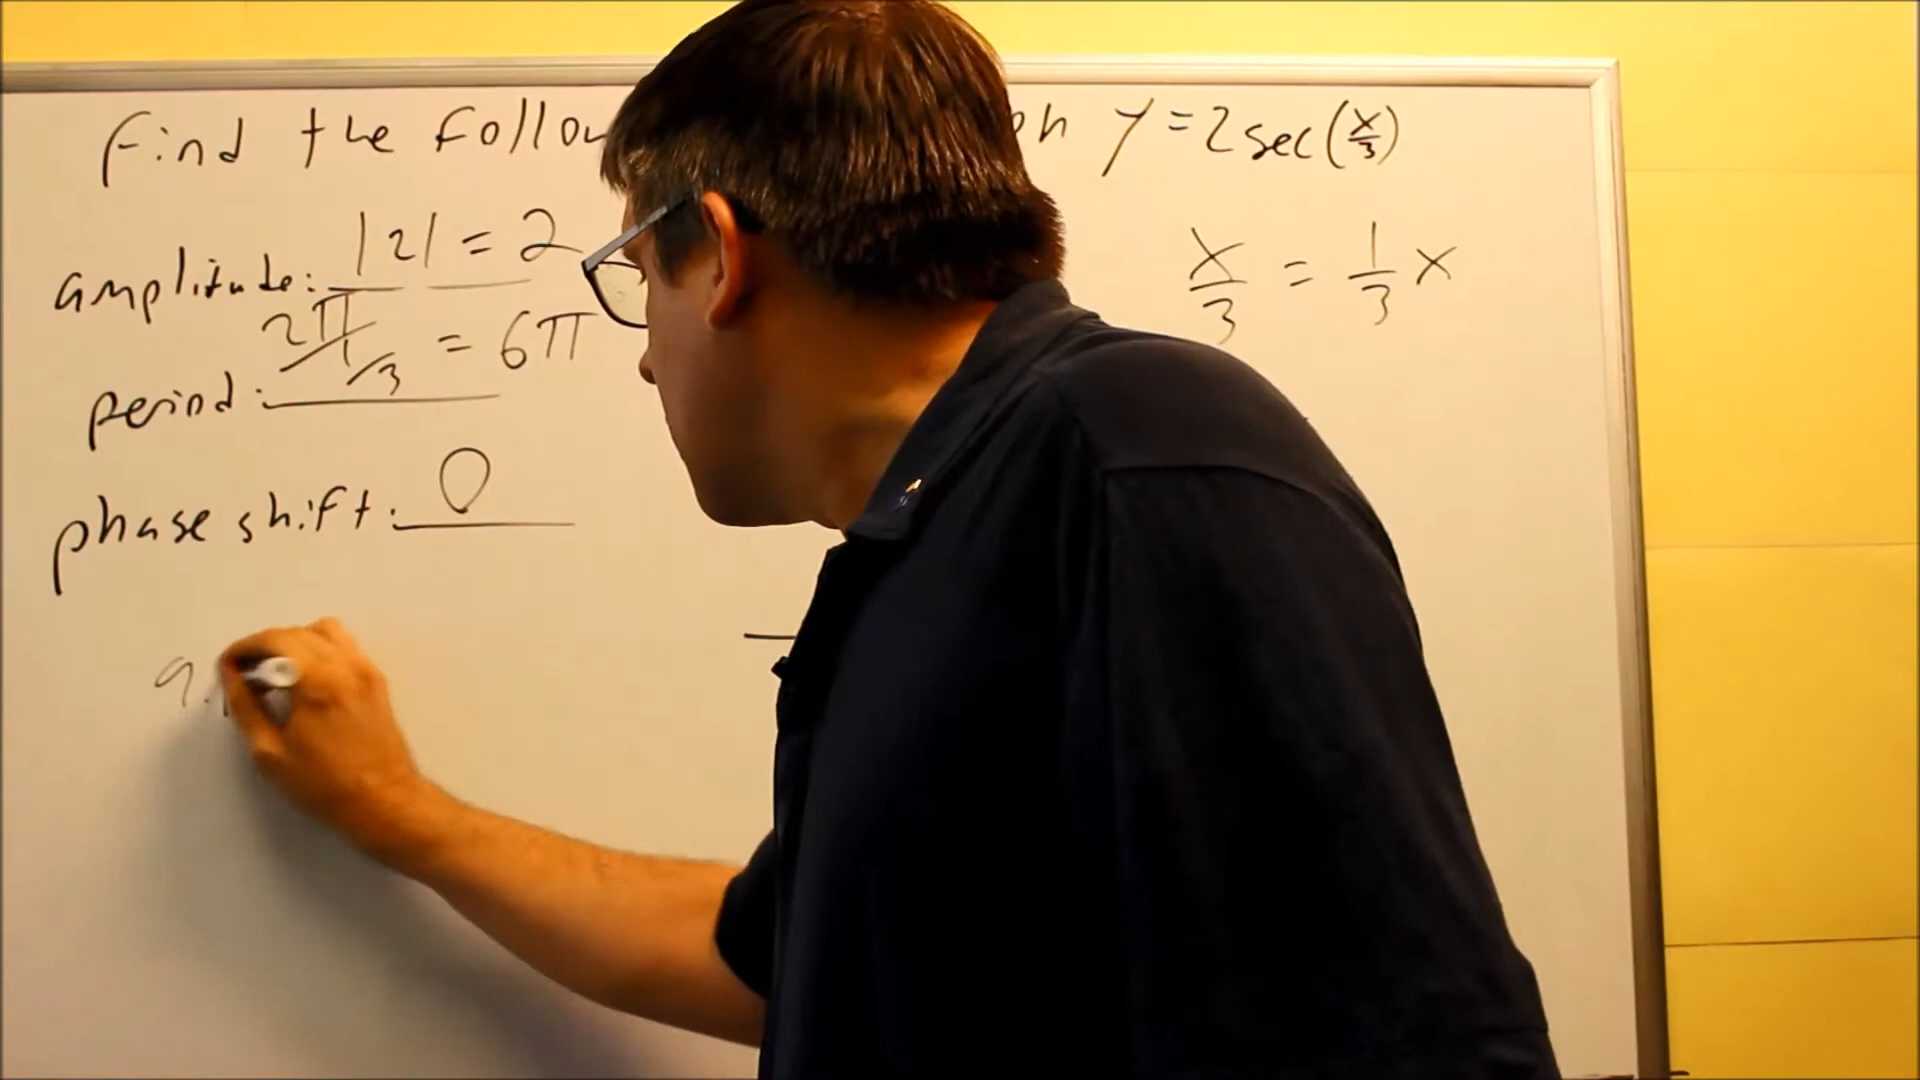 Find the follow ph y = 2 sec(x/3)
amplitude: |2| = 2
x/3 = 1/3 x
period: 2π / 1/3 = 6π
phase shift: 0